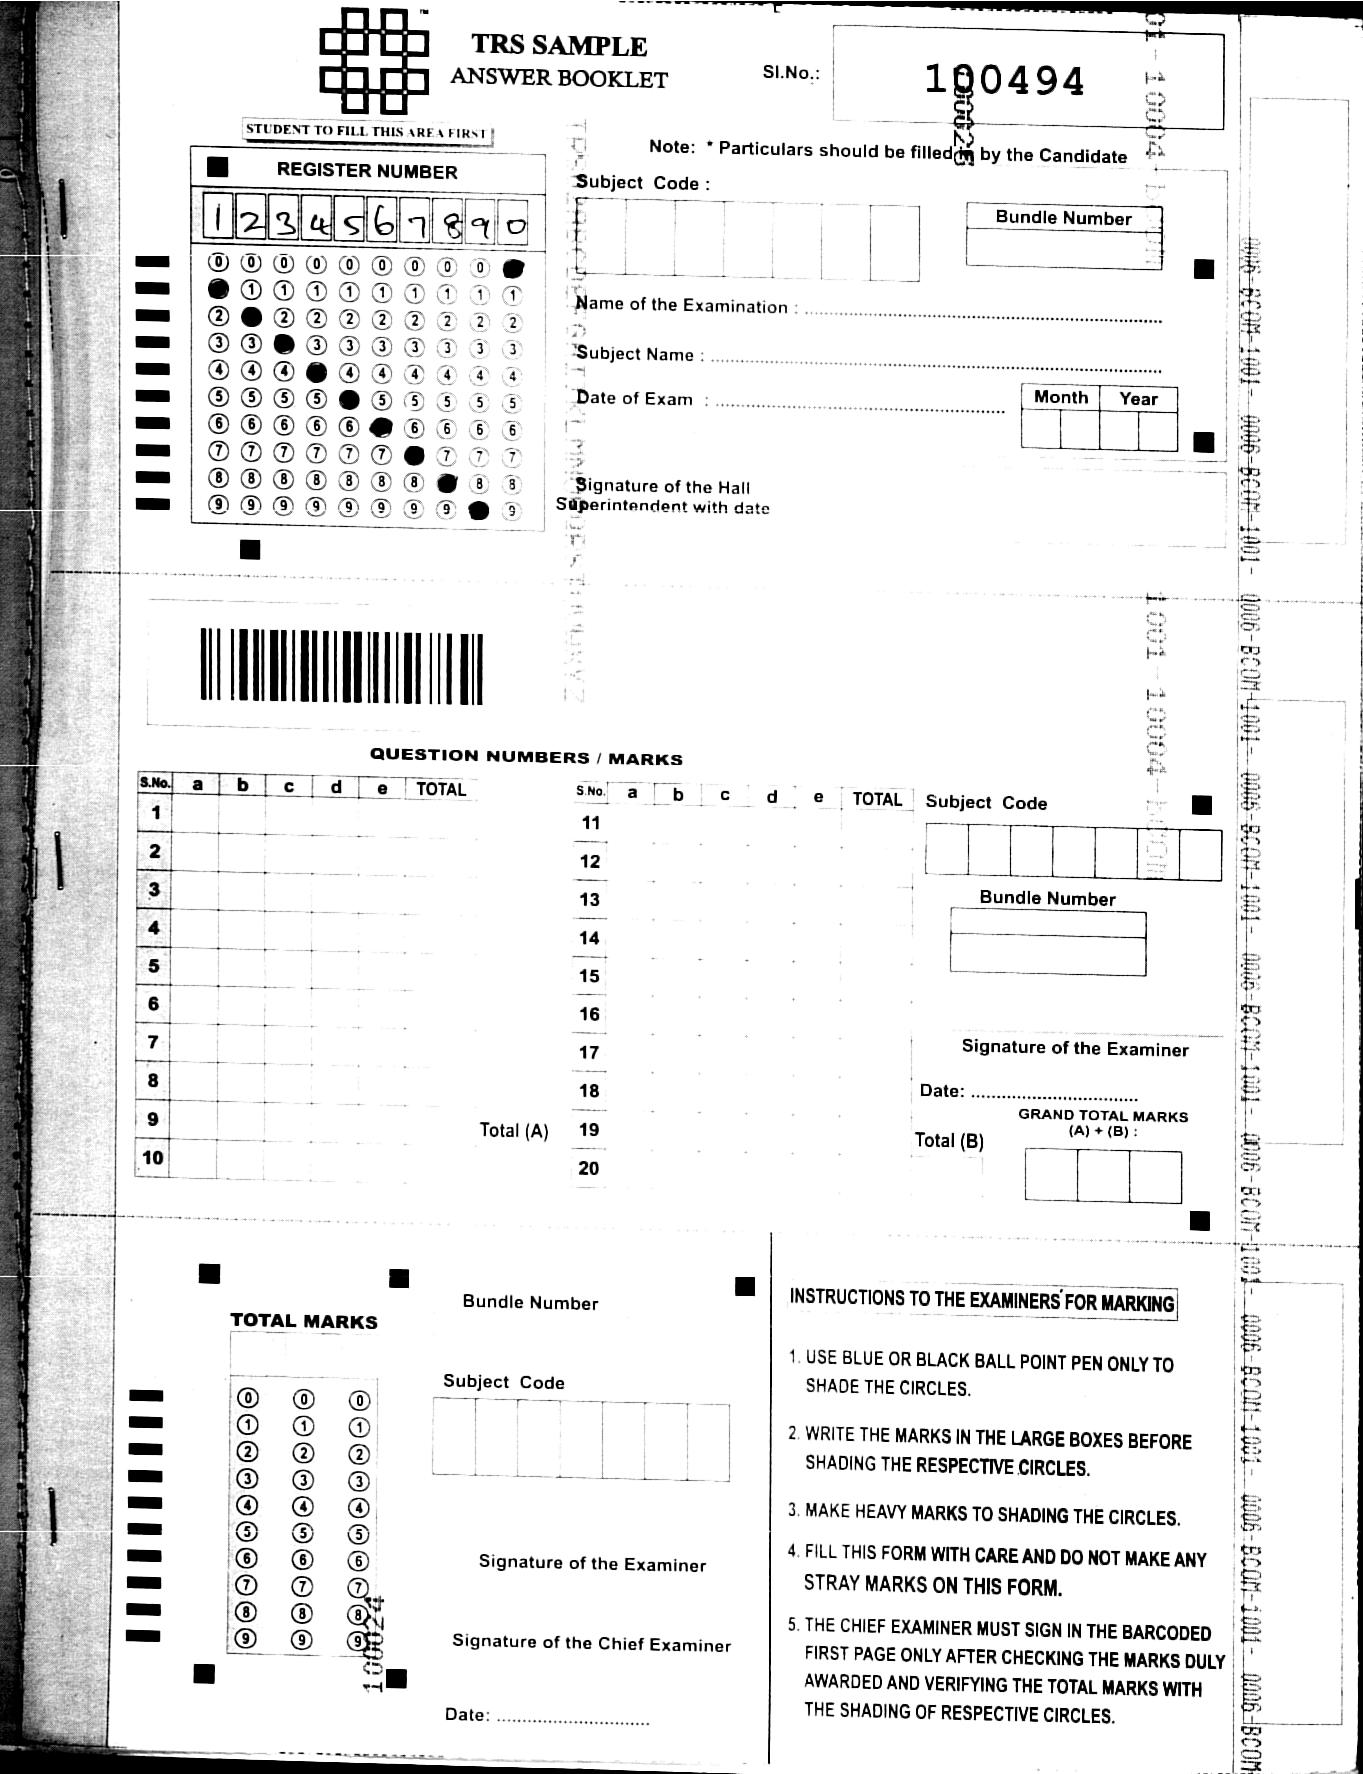 TRS SAMPLE
ANSWER BOOKLET
Sl.No.:
100494
STUDENT TO FILL THIS AREA FIRST
Note: * Particulars should be filled by the Candidate
REGISTER NUMBER
1 2 3 4 5 6 7 8 9 0
0 0 0 0 0 0 0 0 0
1 1 1 1 1 1 1 1 1
2 2 2 2 2 2 2 2 2
3 3 3 3 3 3 3 3 3
4 4 4 4 4 4 4 4 4
5 5 5 5 5 5 5 5 5
6 6 6 6 6 6 6 6 6
7 7 7 7 7 7 7 7 7
8 8 8 8 8 8 8 8 8
9 9 9 9 9 9 9 9 9
Subject Code :
Bundle Number
Name of the Examination :
Subject Name :
Date of Exam :
Month Year
Signature of the Hall
Superintendent with date
QUESTION NUMBERS / MARKS
S.No. a b c d e TOTAL
1
2
3
4
5
6
7
8
9
10
Total (A)
S.No. a b c d e TOTAL
11
12
13
14
15
16
17
18
19
20
Total (B)
Subject Code
Bundle Number
Signature of the Examiner
Date:
GRAND TOTAL MARKS
(A) + (B) :
TOTAL MARKS
0 0 0
1 1 1
2 2 2
3 3 3
4 4 4
5 5 5
6 6 6
7 7 7
8 8 8
9 9 9
100024
Bundle Number
Subject Code
Signature of the Examiner
Signature of the Chief Examiner
Date:
INSTRUCTIONS TO THE EXAMINERS FOR MARKING
1. USE BLUE OR BLACK BALL POINT PEN ONLY TO
SHADE THE CIRCLES.
2. WRITE THE MARKS IN THE LARGE BOXES BEFORE
SHADING THE RESPECTIVE CIRCLES.
3. MAKE HEAVY MARKS TO SHADING THE CIRCLES.
4. FILL THIS FORM WITH CARE AND DO NOT MAKE ANY
STRAY MARKS ON THIS FORM.
5. THE CHIEF EXAMINER MUST SIGN IN THE BARCODED
FIRST PAGE ONLY AFTER CHECKING THE MARKS DULY
AWARDED AND VERIFYING THE TOTAL MARKS WITH
THE SHADING OF RESPECTIVE CIRCLES.
0006-BCOM-1001- 0006-BCOM-1001- 0006-BCOM-1001- 0006-BCOM-1001- 0006-BCOM-1001- 0006-BCOM-1001- 0006-BCOM-1001- 0006-BCOM-1001- 0006-BCOM